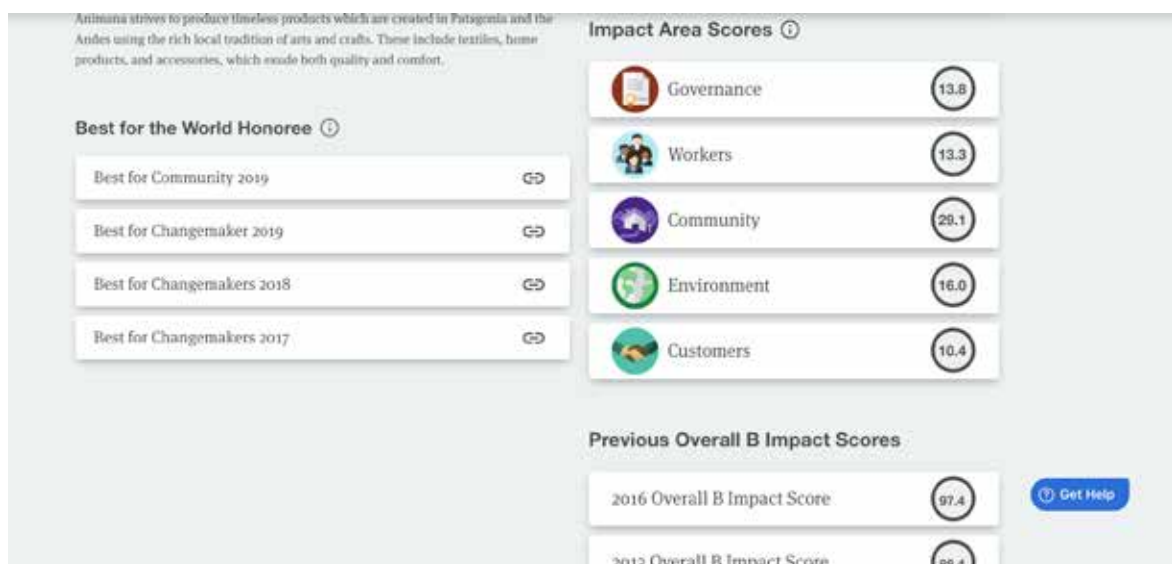 Animana strives to produce timeless products which are created in Patagonia and the
Andes using the rich local tradition of arts and crafts. These include textiles, home
products, and accessories, which exude both quality and comfort.
Best for the World Honoree
Best for Community 2019
Best for Changemaker 2019
Best for Changemakers 2018
Best for Changemakers 2017
Impact Area Scores
Governance 13.8
Workers 13.3
Community 29.1
Environment 16.0
Customers 10.4
Previous Overall B Impact Scores
2016 Overall B Impact Score 97.4
Overall B Impact Score
Get Help